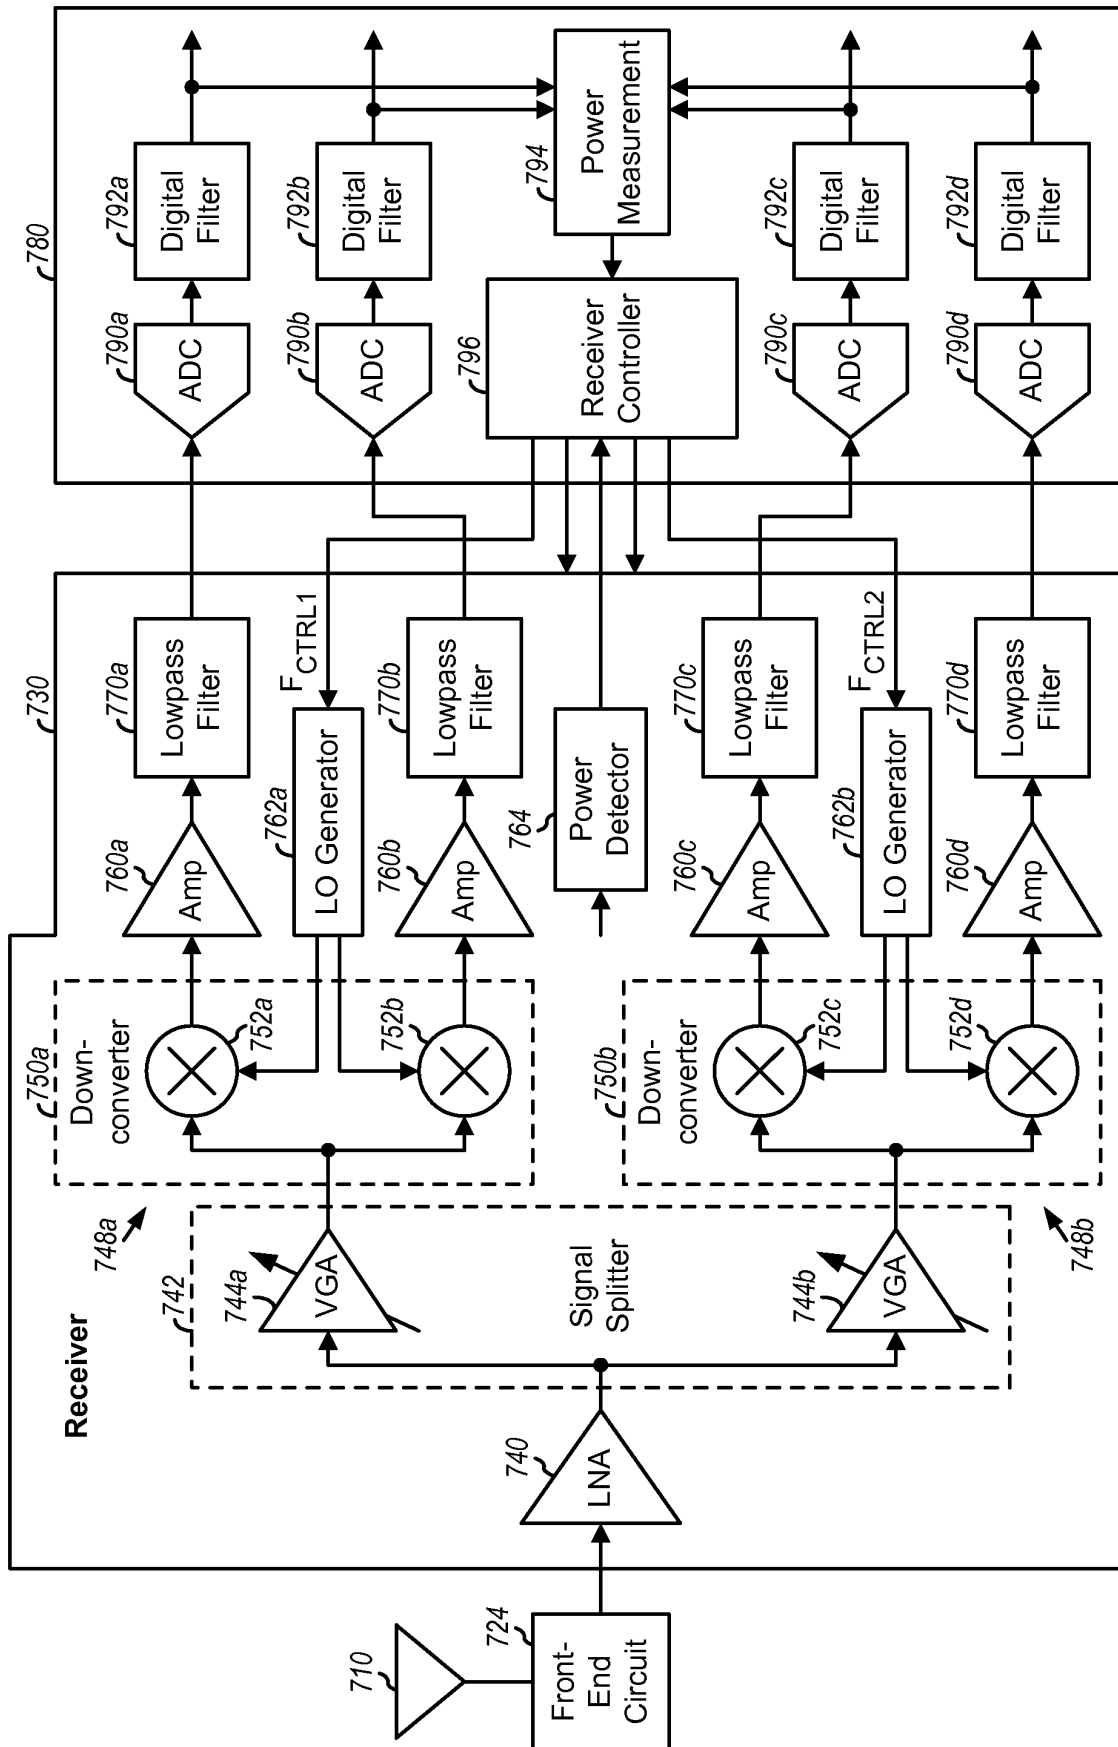 Receiver
710
724
Front-
End
Circuit
740
LNA
742
744a
VGA
Signal
Splitter
744b
VGA
748a
748b
750a
Down-
converter
752a
752b
750b
Down-
converter
752c
752d
730
760a
Amp
762a
LO Generator
760b
Amp
764
Power
Detector
760c
Amp
762b
LO Generator
760d
Amp
770a
Lowpass
Filter
FCTRL1
770b
Lowpass
Filter
770c
Lowpass
Filter
FCTRL2
770d
Lowpass
Filter
780
790a
ADC
790b
ADC
796
Receiver
Controller
790c
ADC
790d
ADC
792a
Digital
Filter
792b
Digital
Filter
794
Power
Measurement
792c
Digital
Filter
792d
Digital
Filter